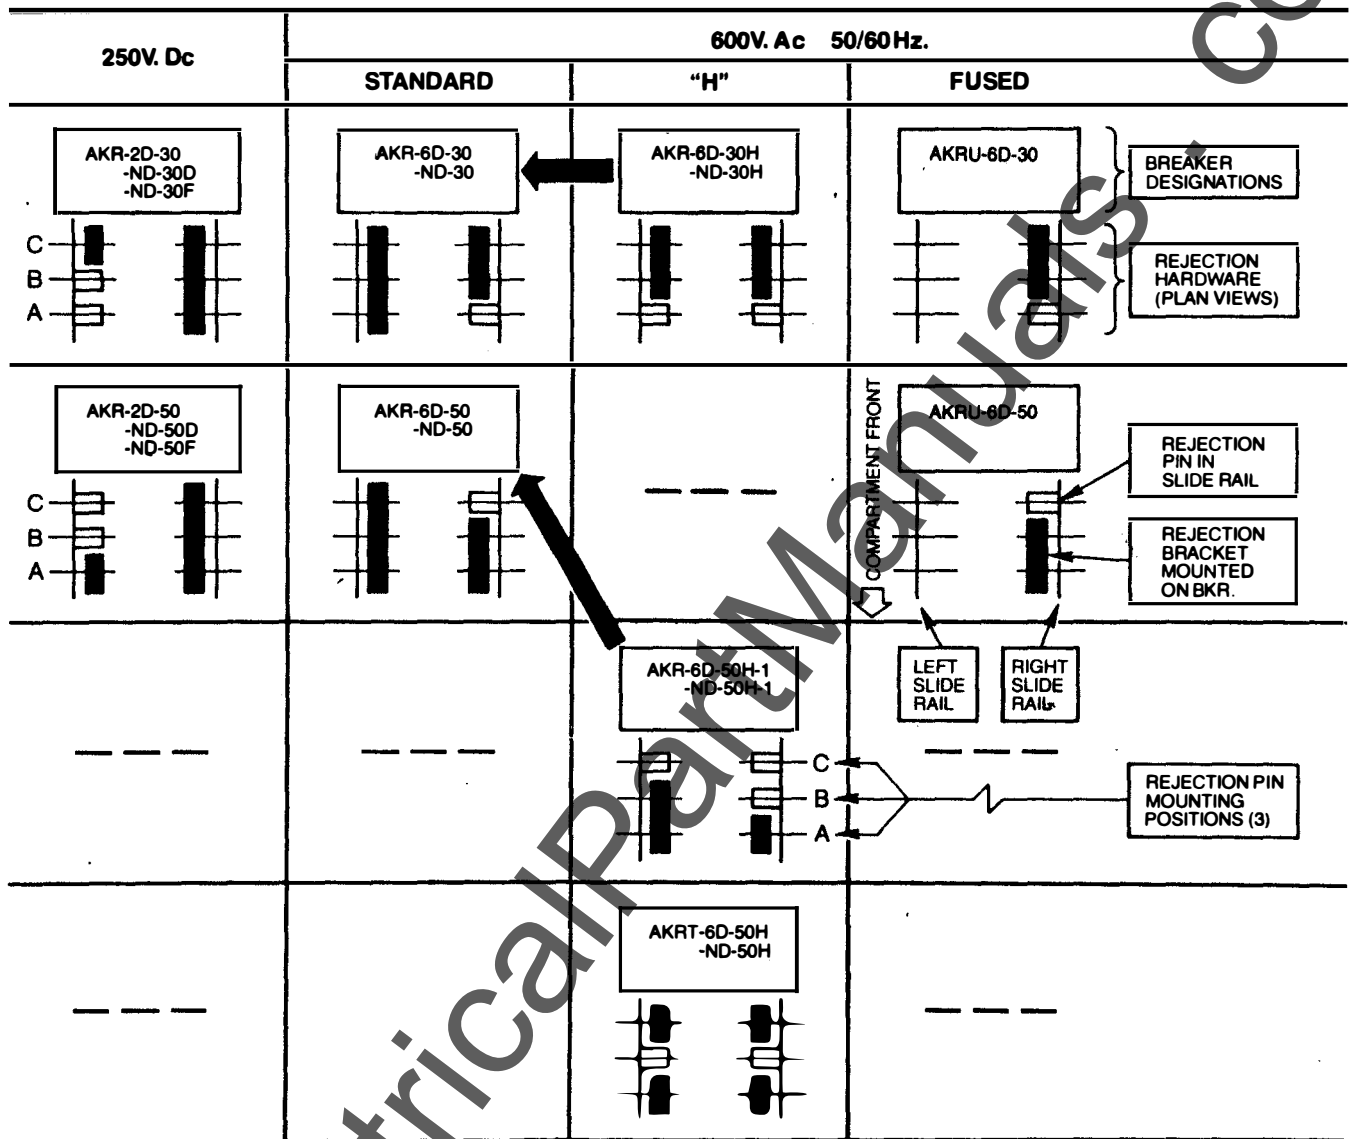 250V. Dc
600V. Ac 50/60 Hz.
STANDARD
"H"
FUSED
AKR-2D-30
-ND-30D
-ND-30F
AKR-6D-30
-ND-30
AKR-6D-30H
-ND-30H
AKRU-6D-30
BREAKER
DESIGNATIONS
C
B
A
REJECTION
HARDWARE
(PLAN VIEWS)
AKR-2D-50
-ND-50D
-ND-50F
AKR-6D-50
-ND-50
COMPARTMENT FRONT
AKRU-6D-50
REJECTION
PIN IN
SLIDE RAIL
C
B
A
REJECTION
BRACKET
MOUNTED
ON BKR.
AKR-6D-50H-1
-ND-50H-1
LEFT
SLIDE
RAIL
RIGHT
SLIDE
RAIL
C
B
A
REJECTION PIN
MOUNTING
POSITIONS (3)
AKRT-6D-50H
-ND-50H
tricalPartManuals . co